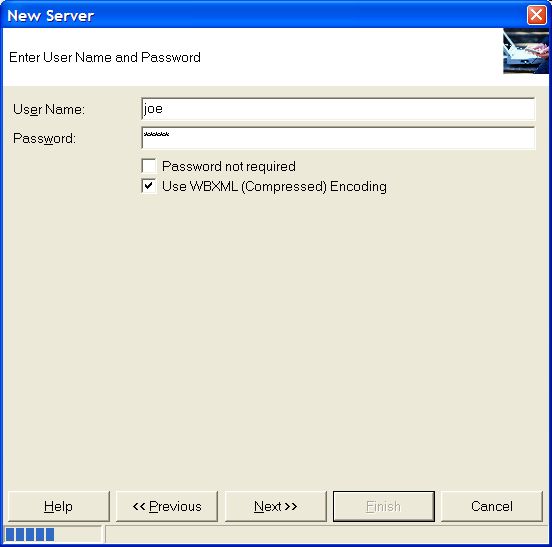 New Server
Enter User Name and Password
User Name: joe
Password: *****
Password not required
Use WBXML (Compressed) Encoding
Help << Previous Next >> Finish Cancel